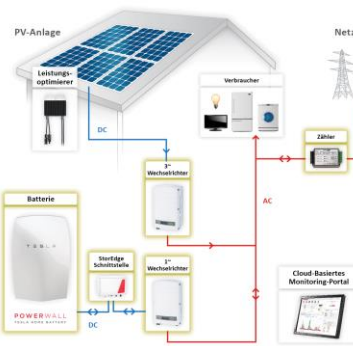 PV-Anlage
Netz
Leistungs-
optimierer
Verbraucher
DC
Zähler
3**
Wechselrichter
AC
Batterie
TESLA
StorEdge
Schnittstelle
1**
Wechselrichter
Cloud-Basiertes
Monitoring-Portal
POWERWALL
TESLA HOME BATTERY
DC